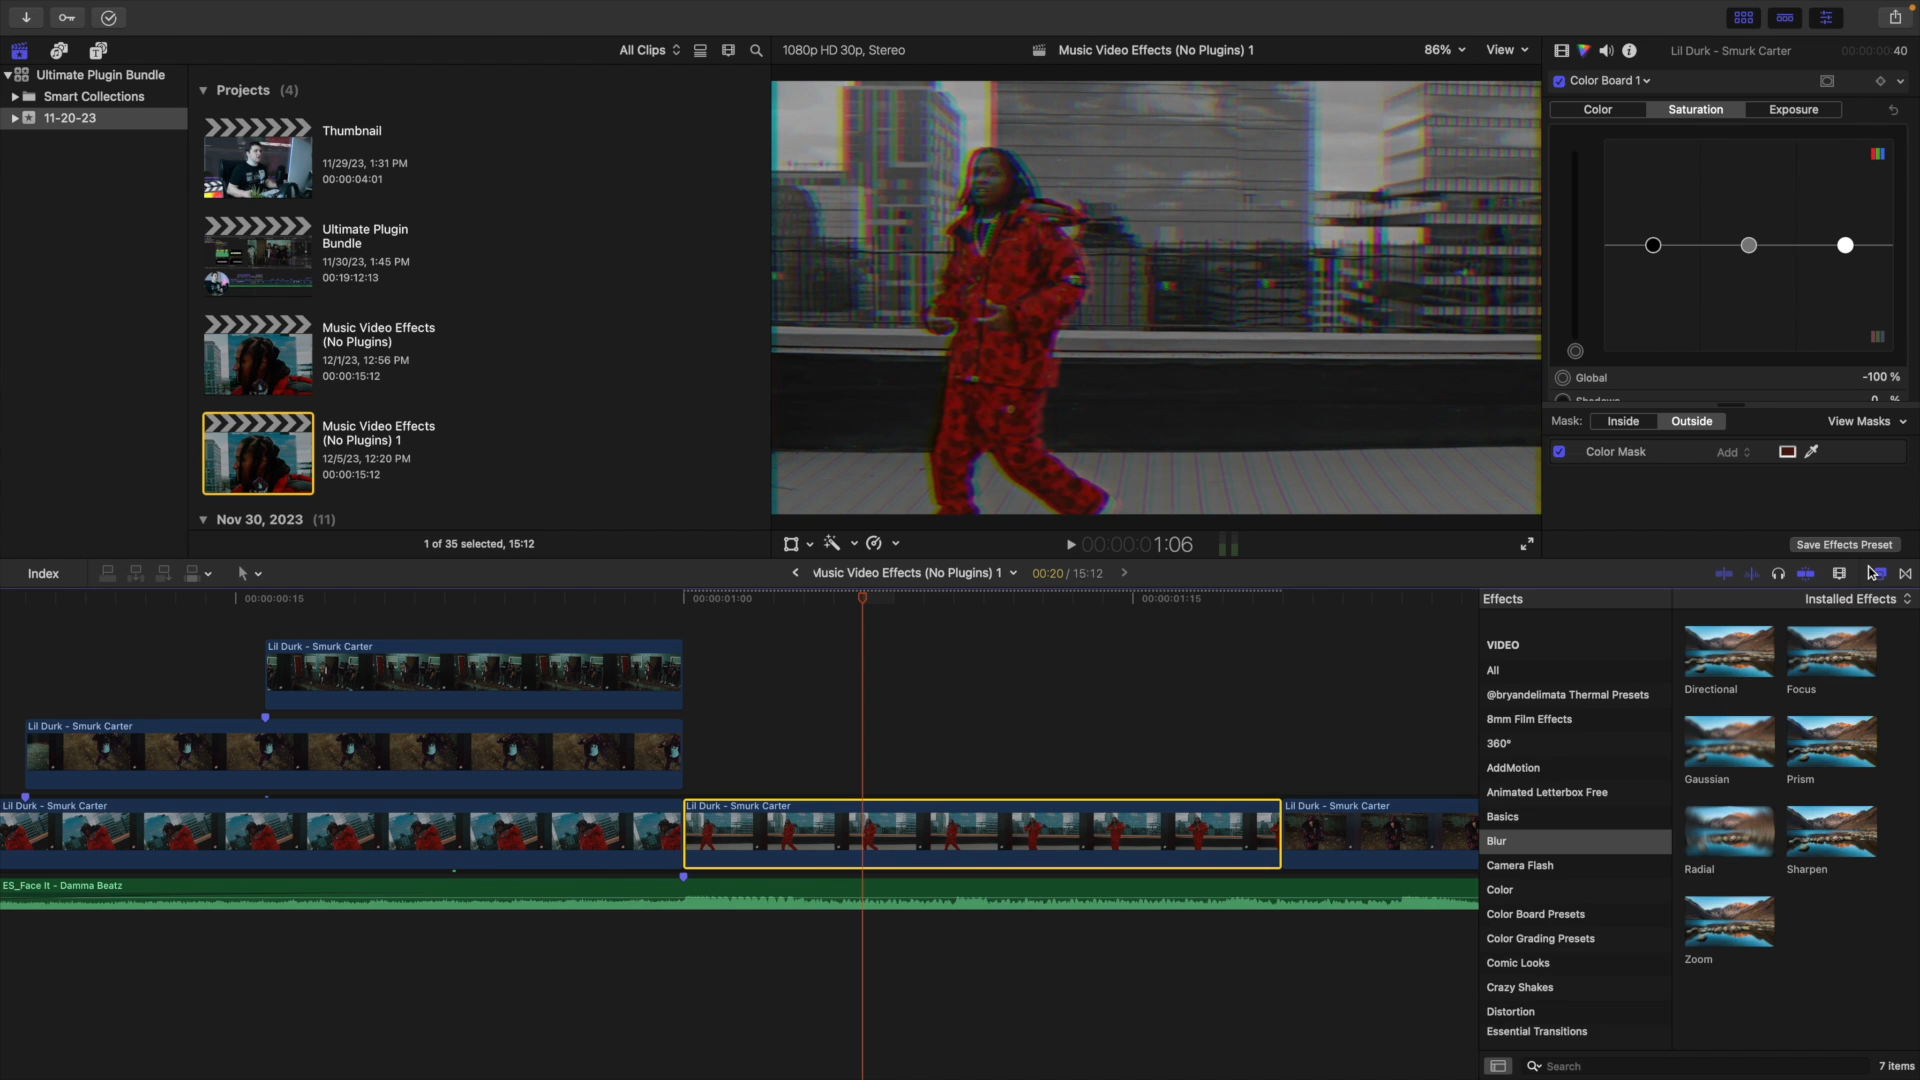 All Clips
1080p HD 30p, Stereo
Music Video Effects (No Plugins) 1
86%
View
Lil Durk - Smurk Carter
00:00:00:40
Ultimate Plugin Bundle
Smart Collections
11-20-23
Projects (4)
Thumbnail
11/29/23, 1:31 PM
00:00:04:01
Ultimate Plugin
Bundle
11/30/23, 1:45 PM
00:19:12:13
Music Video Effects
(No Plugins)
12/1/23, 12:56 PM
00:00:15:12
Music Video Effects
(No Plugins) 1
12/5/23, 12:20 PM
00:00:15:12
Nov 30, 2023 (11)
1 of 35 selected, 15:12
00:00:01:06
Color Board 1
Color
Saturation
Exposure
Global
-100 %
Shadows
0 %
Mask:
Inside
Outside
View Masks
Color Mask
Add
Save Effects Preset
Index
Music Video Effects (No Plugins) 1
00:20 / 15:12
00:00:00:15
00:00:01:00
00:00:01:15
Lil Durk - Smurk Carter
Lil Durk - Smurk Carter
Lil Durk - Smurk Carter
Lil Durk - Smurk Carter
Lil Durk - Smurk Carter
ES_Face It - Damma Beatz
Effects
Installed Effects
VIDEO
All
@bryandelimata Thermal Presets
8mm Film Effects
360°
AddMotion
Animated Letterbox Free
Basics
Blur
Camera Flash
Color
Color Board Presets
Color Grading Presets
Comic Looks
Crazy Shakes
Distortion
Essential Transitions
Directional
Focus
Gaussian
Prism
Radial
Sharpen
Zoom
Search
7 items